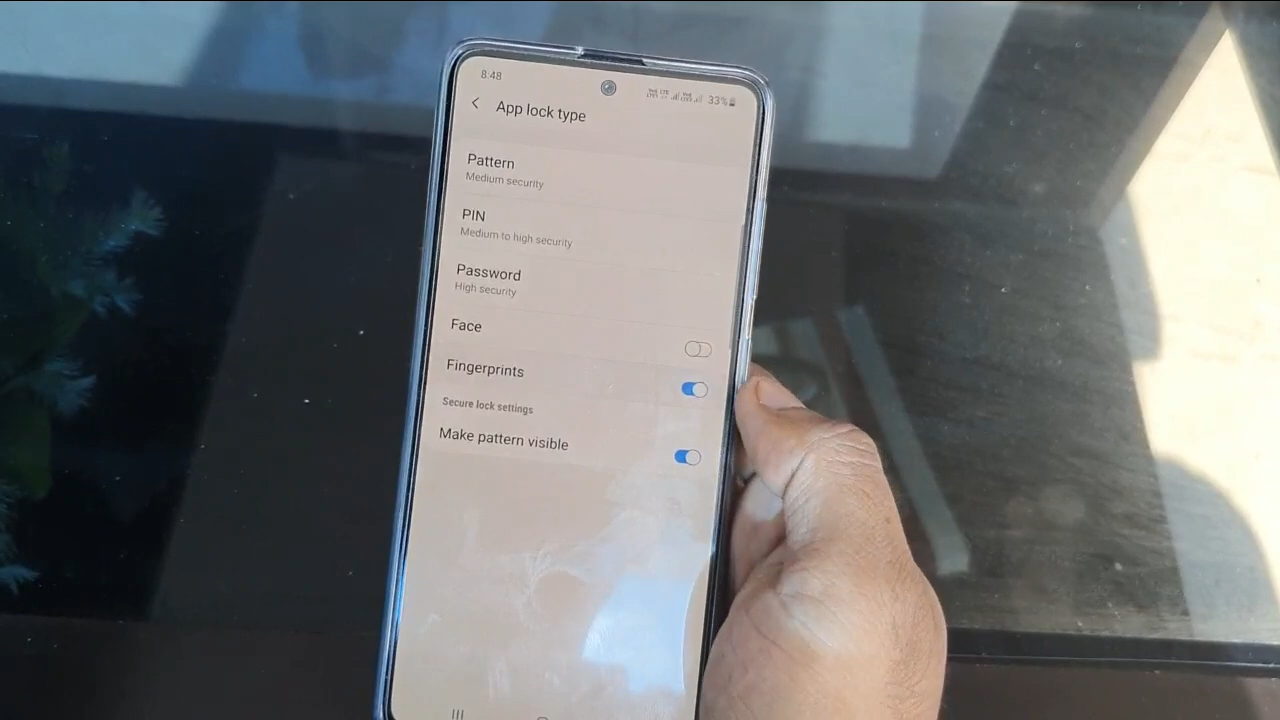 8:48
33%
App lock type
Pattern
Medium security
PIN
Medium to high security
Password
High security
Face
Fingerprints
Secure lock settings
Make pattern visible